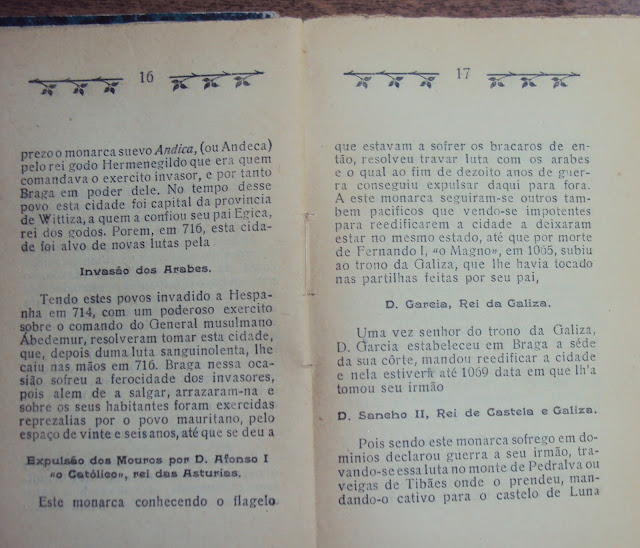 16
prezo o monarca suevo Andica, (ou Andeca)
pelo rei godo Hermenegildo que era quem
comandava o exercito invasor, e por tanto
Braga em poder dele. No tempo desse
povo esta cidade foi capital da provincia
de Wittiza, a quem a confiou seu pai Egica,
rei dos godos. Porem, em 716, esta cida-
de foi alvo de novas lutas pela
Invasão dos Arabes.
Tendo estes povos invadido a Hespa-
nha em 714, com um poderoso exercito
sobre o comando do General musulmano
Abedemur, resolveram tomar esta cidade,
que, depois duma luta sanguinolenta, lhe
caiu nas mãos em 716. Braga nessa oca-
sião sofreu a ferocidade dos invasores,
pois alem de a salgar, arrazaram-na e
sobre os seus habitantes foram exercidas
reprezalias por o povo mauritano, pelo
espaço de vinte e seis anos, até que se deu a
Expulsão dos Mouros por D. Afonso I
«o Católico», rei das Asturias.
Este monarca conhecendo o flagelo
17
que estavam a sofrer os bracaros de en-
tão, resolveu travar luta com os arabes
e o qual ao fim de dezoito anos de guer-
ra conseguiu expulsar daqui para fora.
A este monarca seguiram-se outros tam-
bem pacificos que vendo-se impotentes
para reedificarem a cidade a deixaram
estar no mesmo estado, até que por morte
de Fernando I, «o Magno», em 1065, subiu
ao trono da Galiza, que lhe havia tocado
nas partilhas feitas por seu pai,
D. Garcia, Rei da Galiza.
Uma vez senhor do trono da Galiza,
D. Garcia estabeleceu em Braga a séde
da sua côrte, mandou reedificar a cidade
e nela estivera até 1069 data em que lh'a
tomou seu irmão
D. Sancho II, Rei de Castela e Galiza.
Pois sendo este monarca sofrego em do-
minios declarou guerra a seu irmão, tra-
vando-se essa luta no monte de Pedralva ou
veigas de Tibães onde o prendeu, man-
dando-o cativo para o castelo de Luna